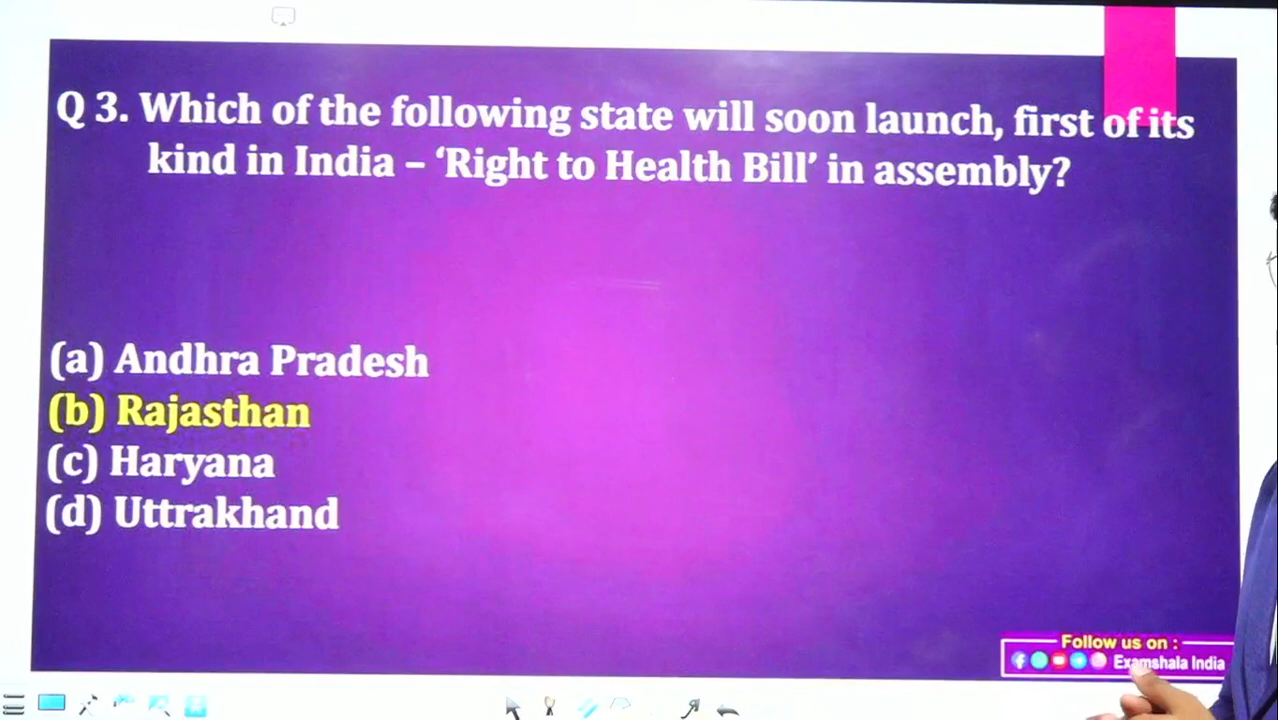 Q 3. Which of the following state will soon launch, first of its
kind in India – ‘Right to Health Bill’ in assembly?
(a) Andhra Pradesh
(b) Rajasthan
(c) Haryana
(d) Uttrakhand
Follow us on :
Examshala India